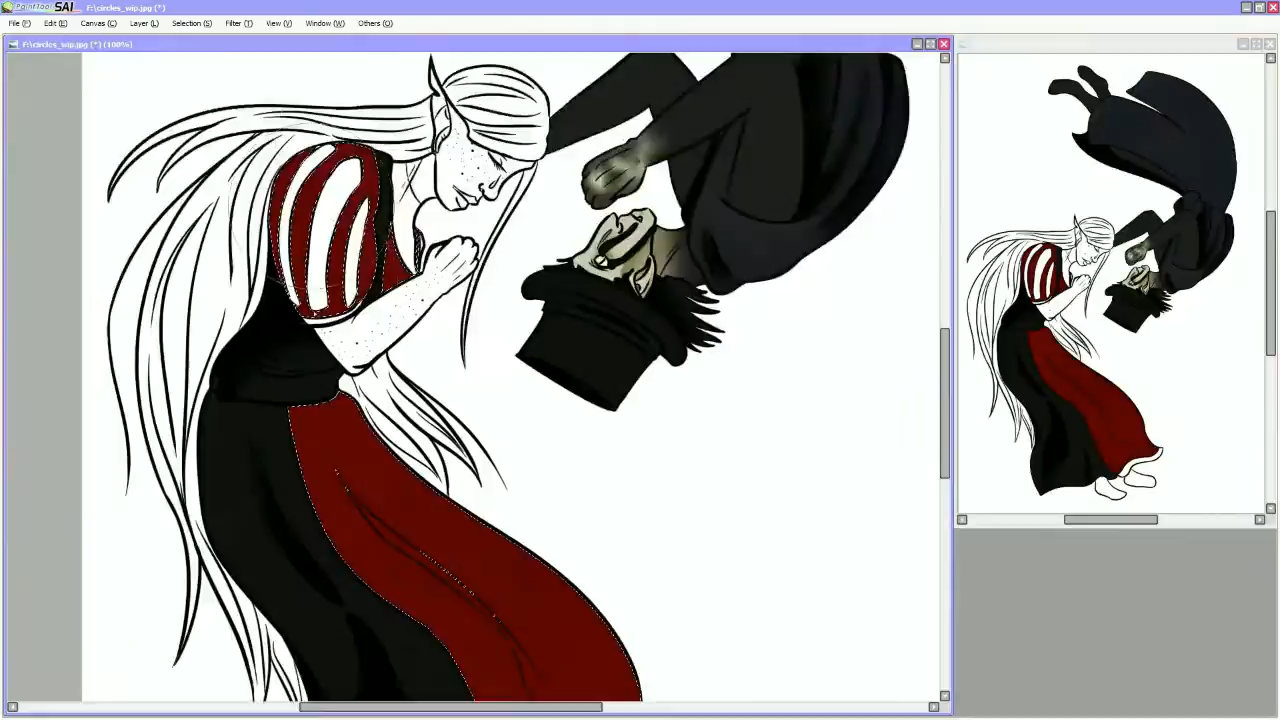 PaintTool SAI F:\circles_wip.jpg (*)
File (F) Edit (E) Canvas (C) Layer (L) Selection (S) Filter (T) View (V) Window (W) Others (O)
F:\circles_wip.jpg (*) (100%)